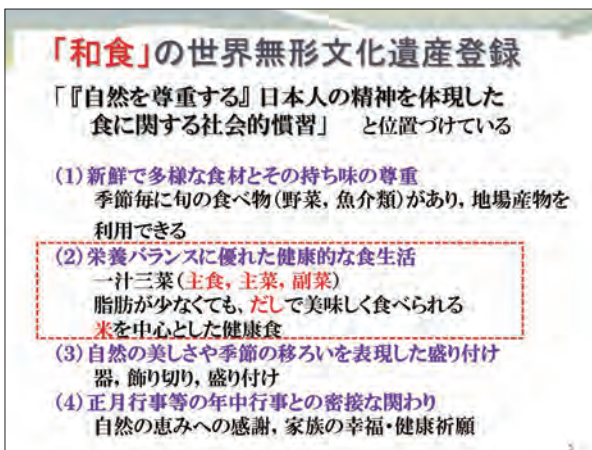 「和食」の世界無形文化遺産登録
「『自然を尊重する』日本人の精神を体現した
食に関する社会的慣習」 と位置づけている
(1)新鮮で多様な食材とその持ち味の尊重
季節毎に旬の食べ物(野菜，魚介類)があり，地場産物を
利用できる
(2)栄養バランスに優れた健康的な食生活
一汁三菜(主食，主菜，副菜)
脂肪が少なくても、だしで美味しく食べられる
米を中心とした健康食
(3)自然の美しさや季節の移ろいを表現した盛り付け
器，飾り切り，盛り付け
(4)正月行事等の年中行事との密接な関わり
自然の恵みへの感謝，家族の幸福・健康祈願
5